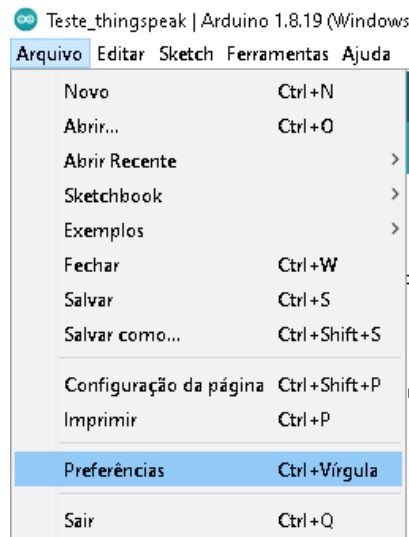 Teste_thingspeak | Arduino 1.8.19 (Windows
Arquivo Editar Sketch Ferramentas Ajuda
Novo Ctrl+N
Abrir... Ctrl+O
Abrir Recente >
Sketchbook >
Exemplos >
Fechar Ctrl+W
Salvar Ctrl+S
Salvar como... Ctrl+Shift+S
Configuração da página Ctrl+Shift+P
Imprimir Ctrl+P
Preferências Ctrl+Vírgula
Sair Ctrl+Q